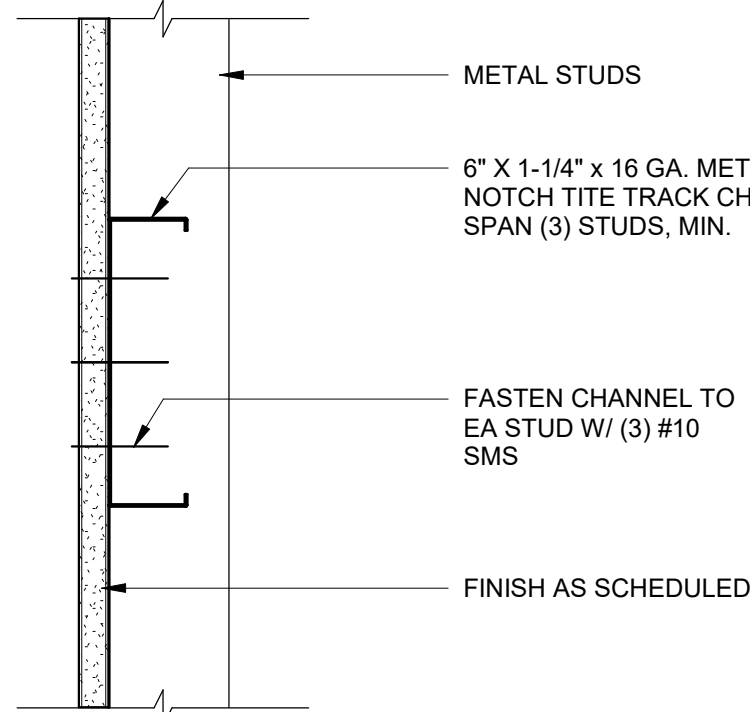 METAL STUDS
6" X 1-1/4" x 16 GA. MET
NOTCH TITE TRACK CH
SPAN (3) STUDS, MIN.
FASTEN CHANNEL TO
EA STUD W/ (3) #10
SMS
FINISH AS SCHEDULED